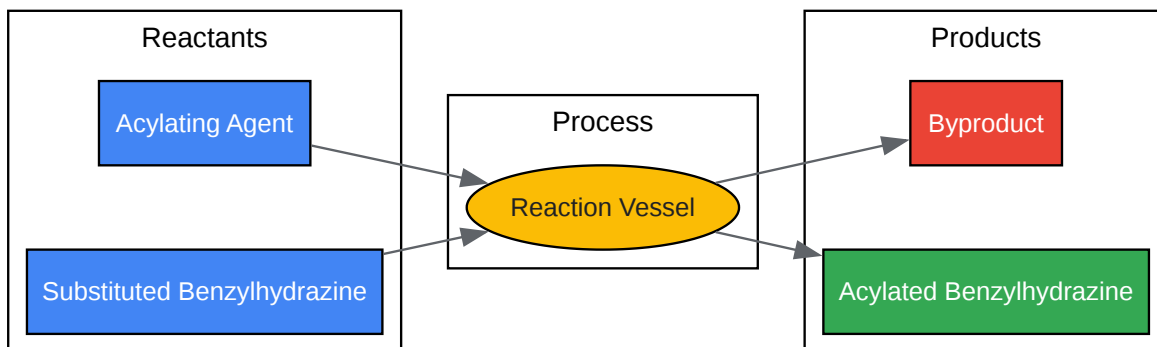 Reactants
Acylating Agent
Substituted Benzylhydrazine
Process
Reaction Vessel
Products
Byproduct
Acylated Benzylhydrazine